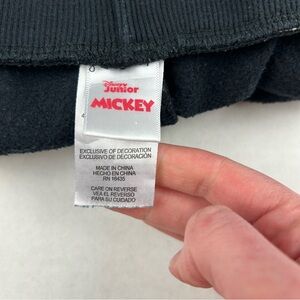 Disney
Junior
MICKEY
EXCLUSIVE OF DECORATION
EXCLUSIVO DE DECORACIÓN
MADE IN CHINA
HECHO EN CHINA
RN 16435
CARE ON REVERSE
VEA EL REVERSO
PARA SU CUIDADO